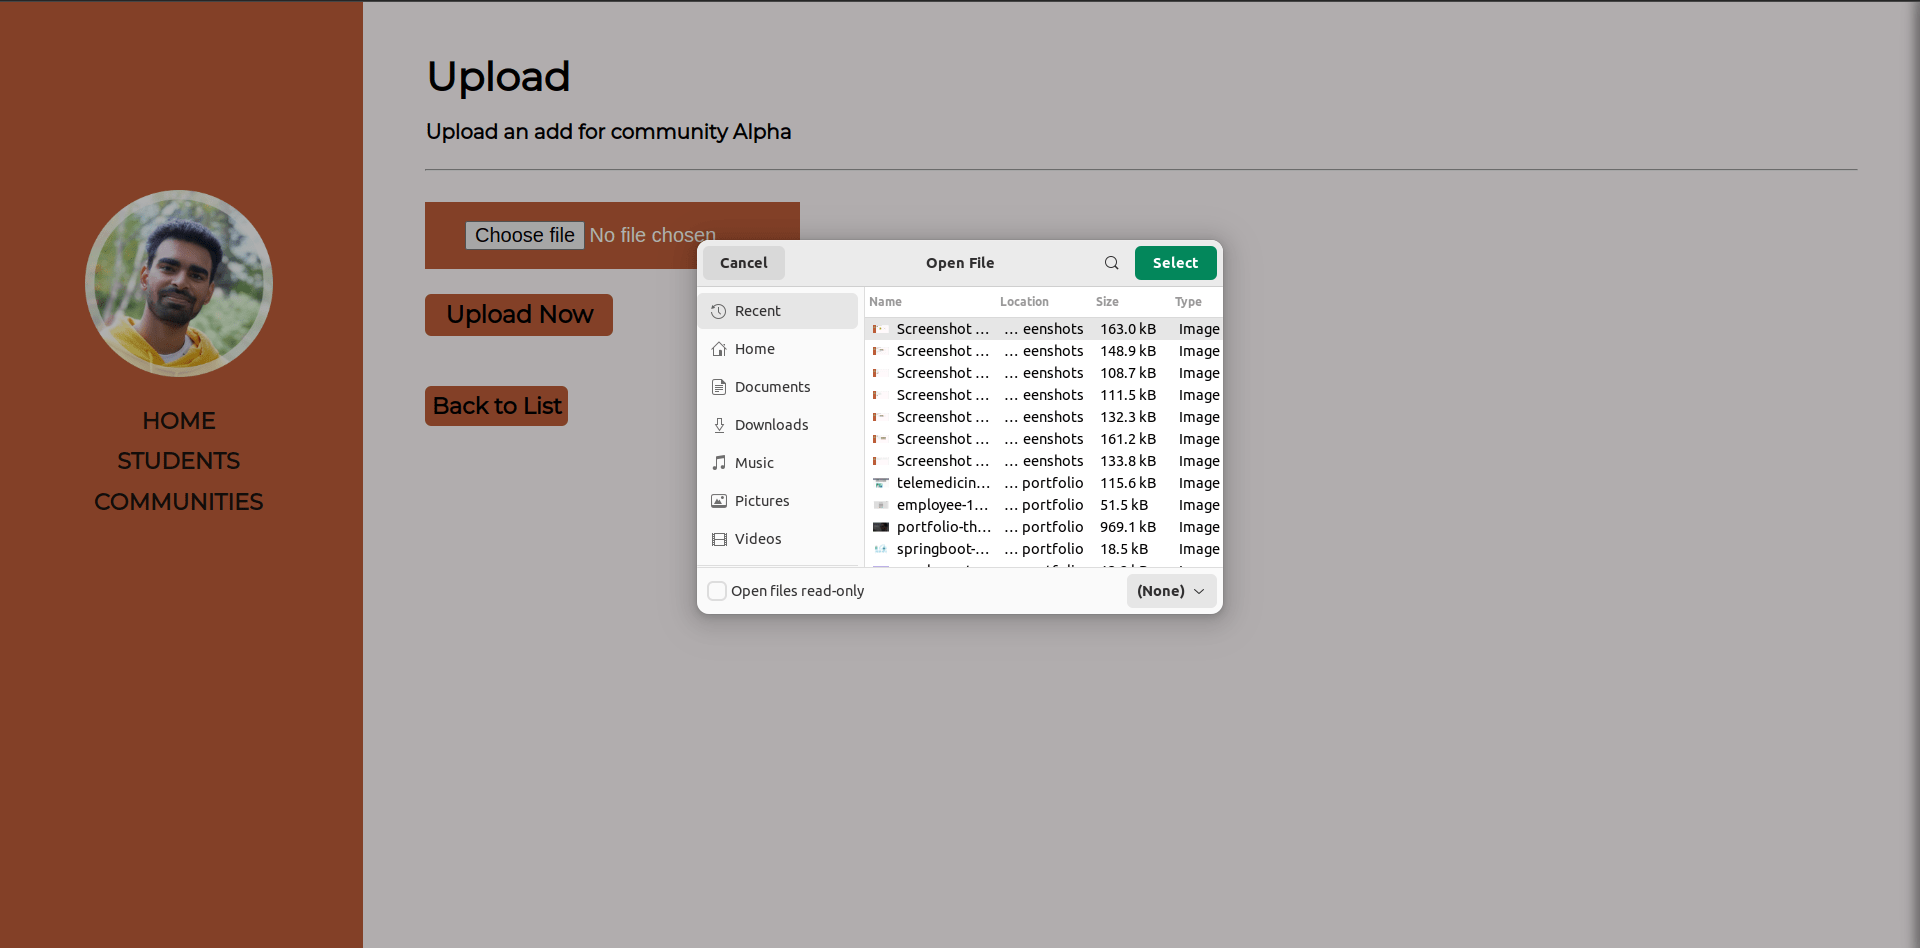 Upload
Upload an add for community Alpha
Choose file No file chosen
Upload Now
Back to List
HOME
STUDENTS
COMMUNITIES
Cancel
Open File
Select
Recent
Home
Documents
Downloads
Music
Pictures
Videos
Name Location Size Type
Screenshot ... ... eenshots 163.0 kB Image
Screenshot ... ... eenshots 148.9 kB Image
Screenshot ... ... eenshots 108.7 kB Image
Screenshot ... ... eenshots 111.5 kB Image
Screenshot ... ... eenshots 132.3 kB Image
Screenshot ... ... eenshots 161.2 kB Image
Screenshot ... ... eenshots 133.8 kB Image
telemedicin... ... portfolio 115.6 kB Image
employee-1... ... portfolio 51.5 kB Image
portfolio-th... ... portfolio 969.1 kB Image
springboot-... ... portfolio 18.5 kB Image
Open files read-only
(None)